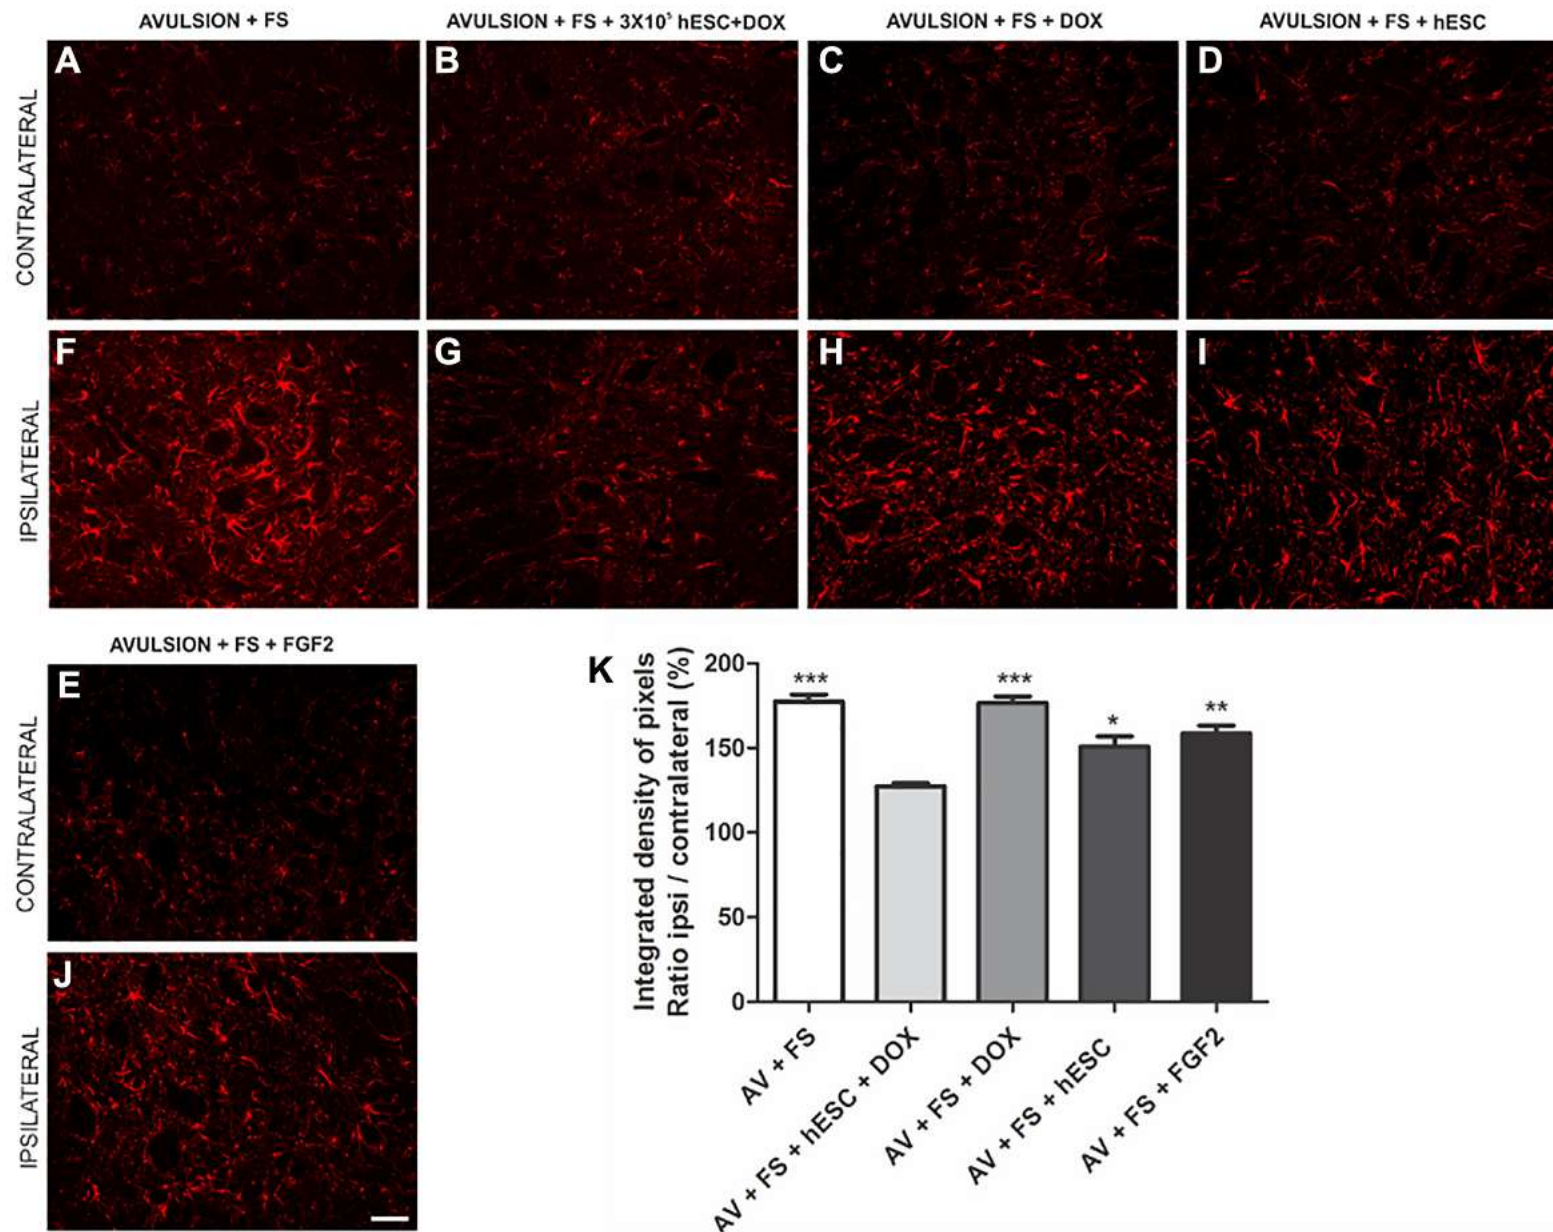 AVULSION + FS
AVULSION + FS + 3X10⁵ hESC+DOX
AVULSION + FS + DOX
AVULSION + FS + hESC
CONTRALATERAL
A
B
C
D
IPSILATERAL
F
G
H
I
AVULSION + FS + FGF2
CONTRALATERAL
E
IPSILATERAL
J
K
Integrated density of pixels
Ratio ipsi / contralateral (%)
200
150
100
50
0
***
***
*
**
AV + FS
AV + FS + hESC + DOX
AV + FS + DOX
AV + FS + hESC
AV + FS + FGF2